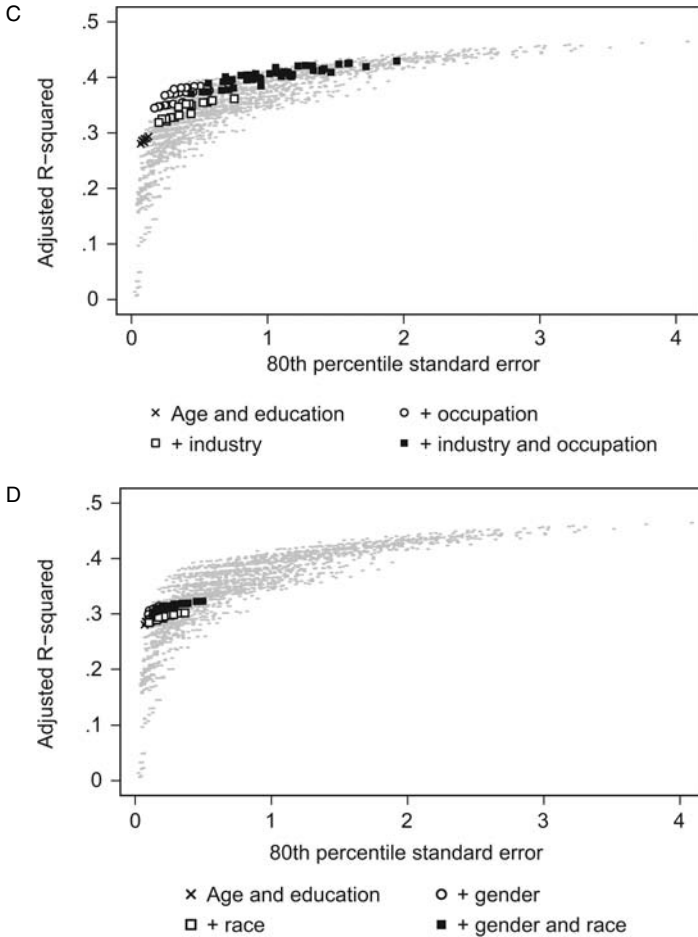 C
.5
.4
.3
.2
.1
0
Adjusted R−squared
0 1 2 3 4
80th percentile standard error
× Age and education ○ + occupation
□ + industry ■ + industry and occupation
D
.5
.4
.3
.2
.1
0
Adjusted R−squared
0 1 2 3 4
80th percentile standard error
× Age and education ○ + gender
□ + race ■ + gender and race